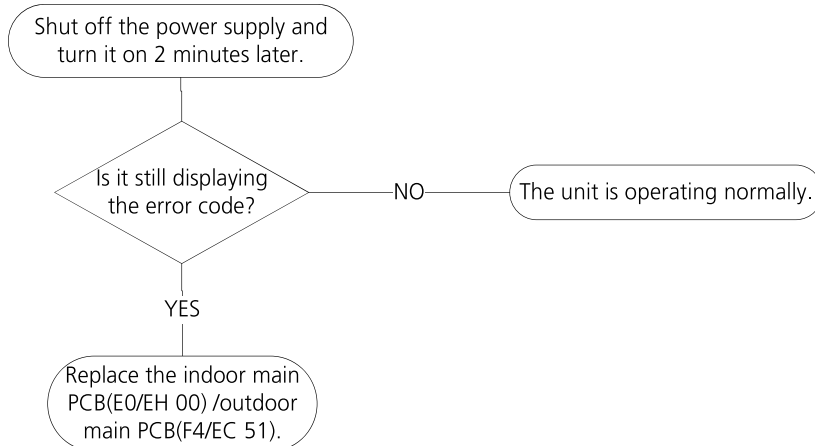 Shut off the power supply and
turn it on 2 minutes later.
Is it still displaying
the error code?
NO
The unit is operating normally.
YES
Replace the indoor main
PCB(E0/EH 00) /outdoor
main PCB(F4/EC 51).